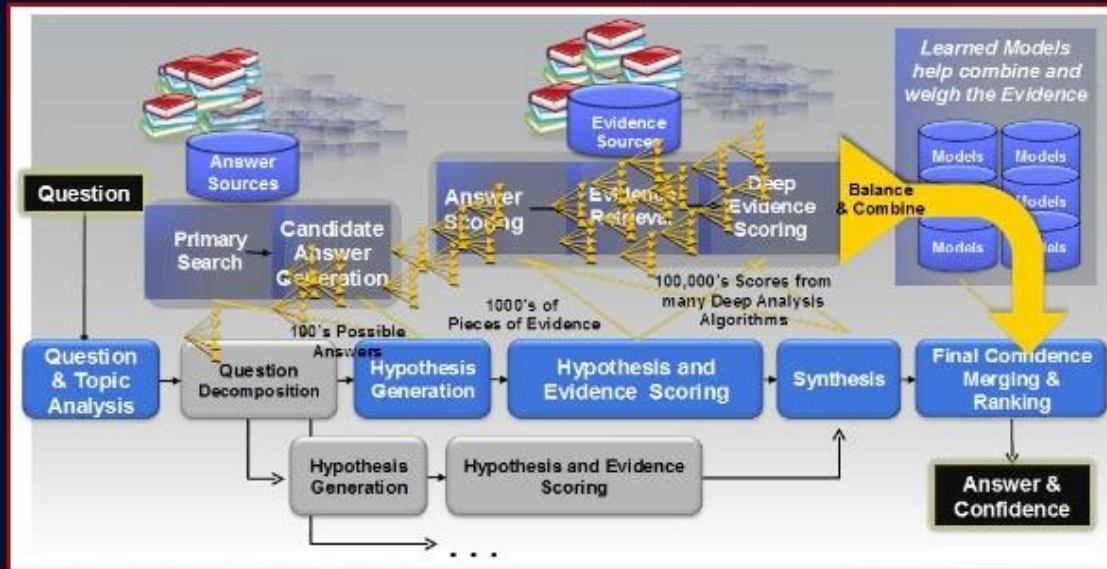 Learned Models
help combine and
weigh the Evidence
Answer
Sources
Evidence
Sources
Models
Models
Models
Models
Question
Primary
Search
Candidate
Answer
Generation
Answer
Scoring
Evidence
Retrieval
Deep
Evidence
Scoring
Balance
& Combine
100's Possible
Answers
1000's of
Pieces of Evidence
100,000's Scores from
many Deep Analysis
Algorithms
Question
& Topic
Analysis
Question
Decomposition
Hypothesis
Generation
Hypothesis and
Evidence Scoring
Synthesis
Final Confidence
Merging &
Ranking
Hypothesis
Generation
Hypothesis and Evidence
Scoring
Answer &
Confidence
. . .